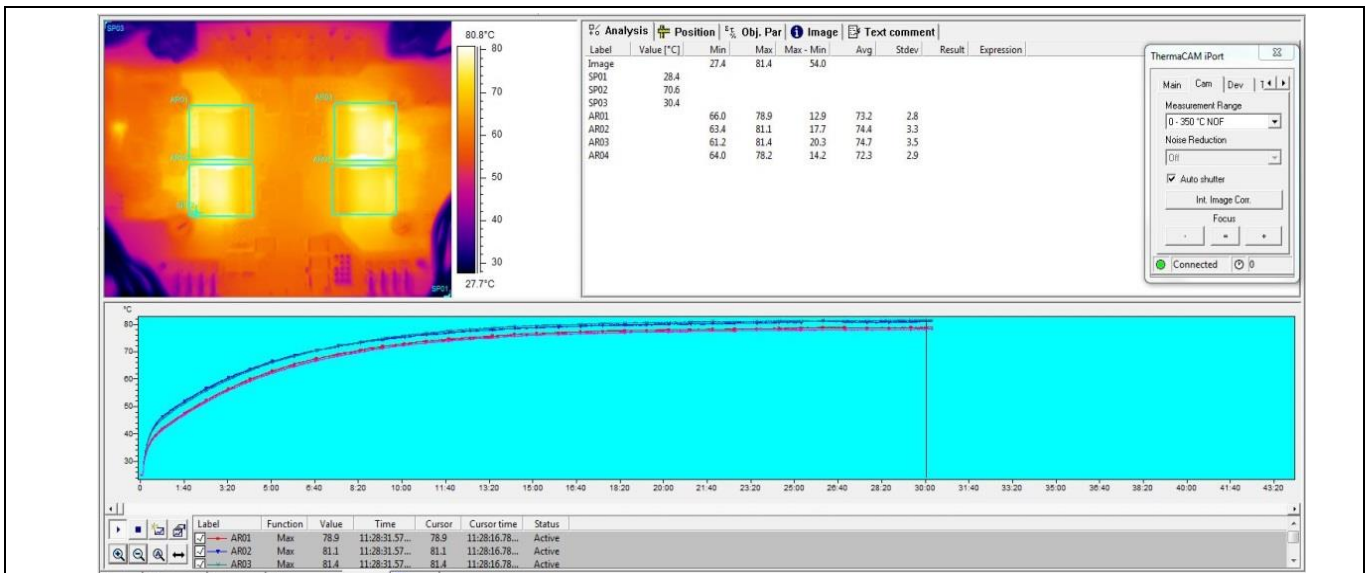 SP03
80.8°C
80
70
60
50
40
30
27.7°C
AR01
AR03
SP01
Analysis Position Obj. Par Image Text comment
Label Value [°C] Min Max Max - Min Avg Stdev Result Expression
Image 27.4 81.4 54.0
SP01 28.4
SP02 70.6
SP03 30.4
AR01 66.0 78.9 12.9 73.2 2.8
AR02 63.4 81.1 17.7 74.4 3.3
AR03 61.2 81.4 20.3 74.7 3.5
AR04 64.0 78.2 14.2 72.3 2.9
ThermaCAM iPort
Main Cam Dev
Measurement Range
0 - 350 °C NOF
Noise Reduction
Off
Auto shutter
Int. Image Corr.
Focus
- = +
Connected 0
°C
80
70
60
50
40
30
0 1:40 3:20 5:00 6:40 8:20 10:00 11:40 13:20 15:00 16:40 18:20 20:00 21:40 23:20 25:00 26:40 28:20 30:00 31:40 33:20 35:00 36:40 38:20 40:00 41:40 43:20
Label Function Value Time Cursor Cursor time Status
AR01 Max 78.9 11:28:31.57... 78.9 11:28:16.78... Active
AR02 Max 81.1 11:28:31.57... 81.1 11:28:16.78... Active
AR03 Max 81.4 11:28:31.57... 81.4 11:28:16.78... Active